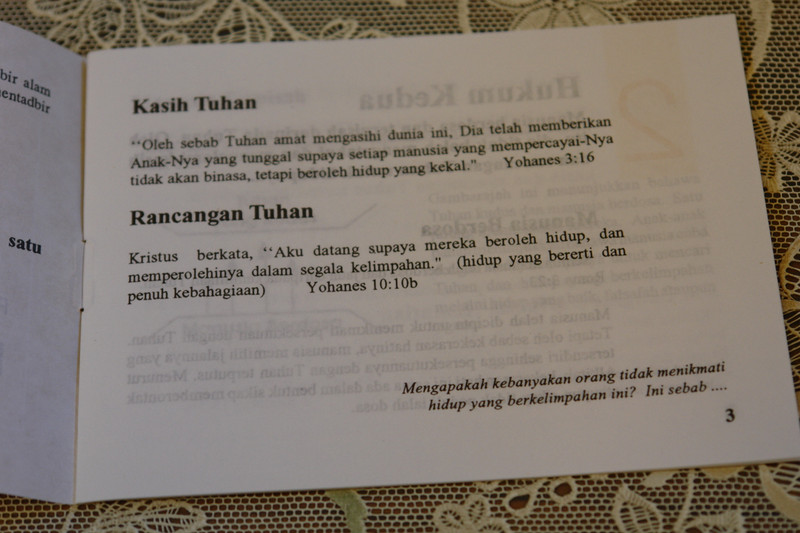 bir alam
entadbir
satu
Kasih Tuhan
“Oleh sebab Tuhan amat mengasihi dunia ini, Dia telah memberikan
Anak-Nya yang tunggal supaya setiap manusia yang mempercayai-Nya
tidak akan binasa, tetapi beroleh hidup yang kekal." Yohanes 3:16
Rancangan Tuhan
Kristus berkata, “Aku datang supaya mereka beroleh hidup, dan
memperolehinya dalam segala kelimpahan." (hidup yang bererti dan
penuh kebahagiaan) Yohanes 10:10b
Mengapakah kebanyakan orang tidak menikmati
hidup yang berkelimpahan ini? Ini sebab ....
3